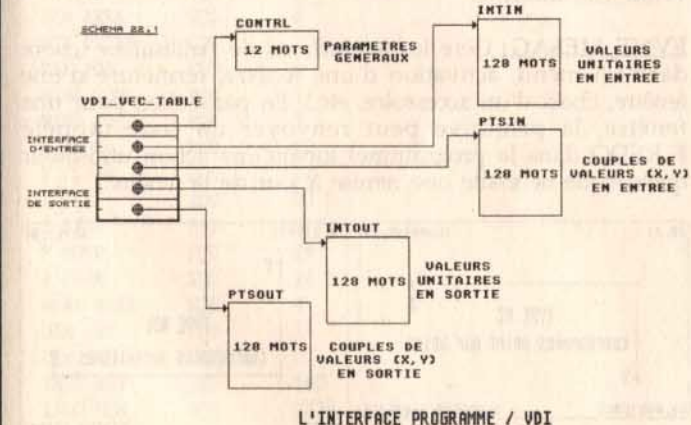 SCHEMA 22.1
CONTRL
12 MOTS
PARAMETRES
GENERAUX
INTIN
128 MOTS
VALEURS
UNITAIRES
EN ENTREE
VDI_VEC_TABLE
INTERFACE
D'ENTREE
INTERFACE
DE SORTIE
PTSIN
128 MOTS
COUPLES DE
VALEURS (X,Y)
EN ENTREE
INTOUT
128 MOTS
VALEURS
UNITAIRES
EN SORTIE
PTSOUT
128 MOTS
COUPLES DE
VALEURS (X,Y)
EN SORTIE
L'INTERFACE PROGRAMME / VDI